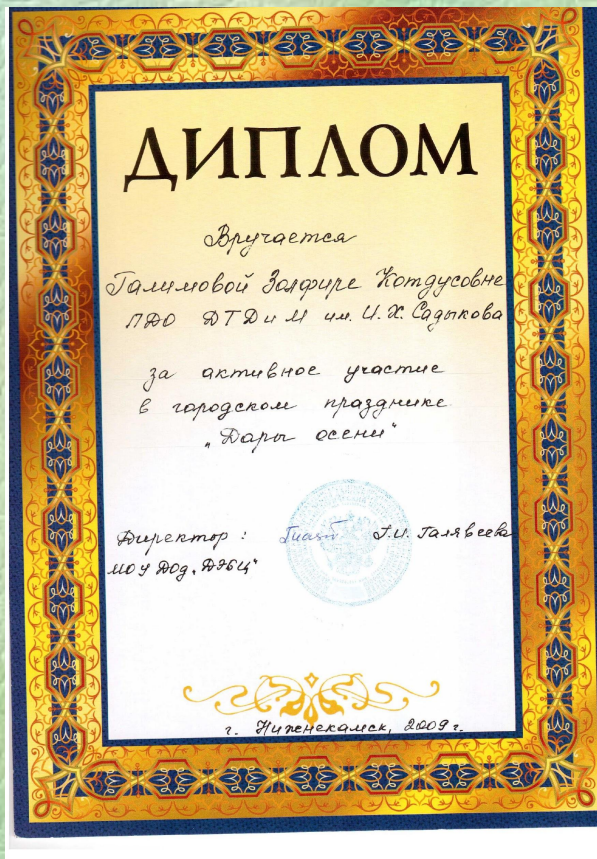 ДИПЛОМ
Вручается
Галимовой Золфире Котдусовне
ПДО ДТДиМ им. И.Х. Садыкова
за активное участие
в городском празднике
„Дары осени"
Директор : Г.И. Галявеева
МОУ ДОД „ДЭБЦ"
г. Нижнекамск, 2009 г.